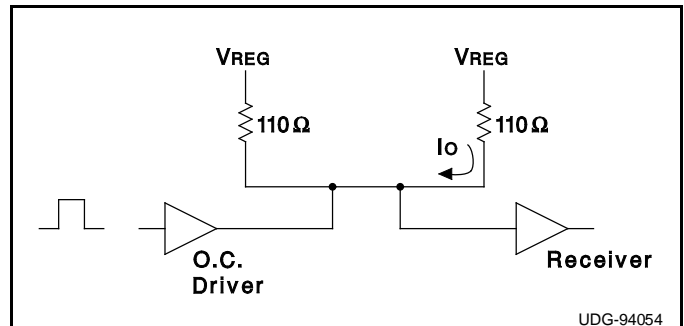 VREG
VREG
110Ω
110Ω
IO
O.C.
Driver
Receiver
UDG-94054